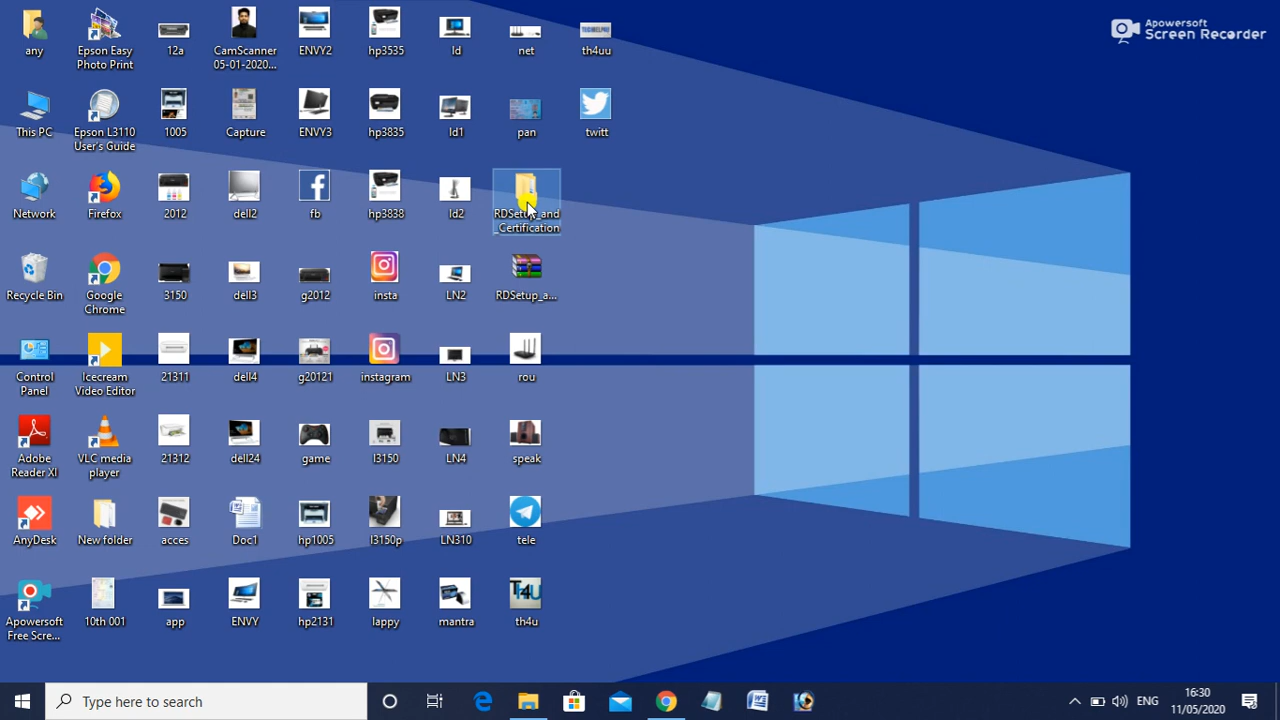 Apowersoft
Screen Recorder
any
Epson Easy
Photo Print
12a
CamScanner
05-01-2020...
ENVY2
hp3535
ld
net
th4uu
This PC
Epson L3110
User's Guide
1005
Capture
ENVY3
hp3835
ld1
pan
twitt
Network
Firefox
2012
dell2
fb
hp3838
ld2
RDSetup_and
_Certification
Recycle Bin
Google
Chrome
3150
dell3
g2012
insta
LN2
RDSetup_a...
Control
Panel
Icecream
Video Editor
21311
dell4
g20121
instagram
LN3
rou
Adobe
Reader XI
VLC media
player
21312
dell24
game
l3150
LN4
speak
AnyDesk
New folder
acces
Doc1
hp1005
l3150p
LN310
tele
Apowersoft
Free Scre...
10th 001
app
ENVY
hp2131
lappy
mantra
TH4U
th4u
Type here to search
ENG
16:30
11/05/2020